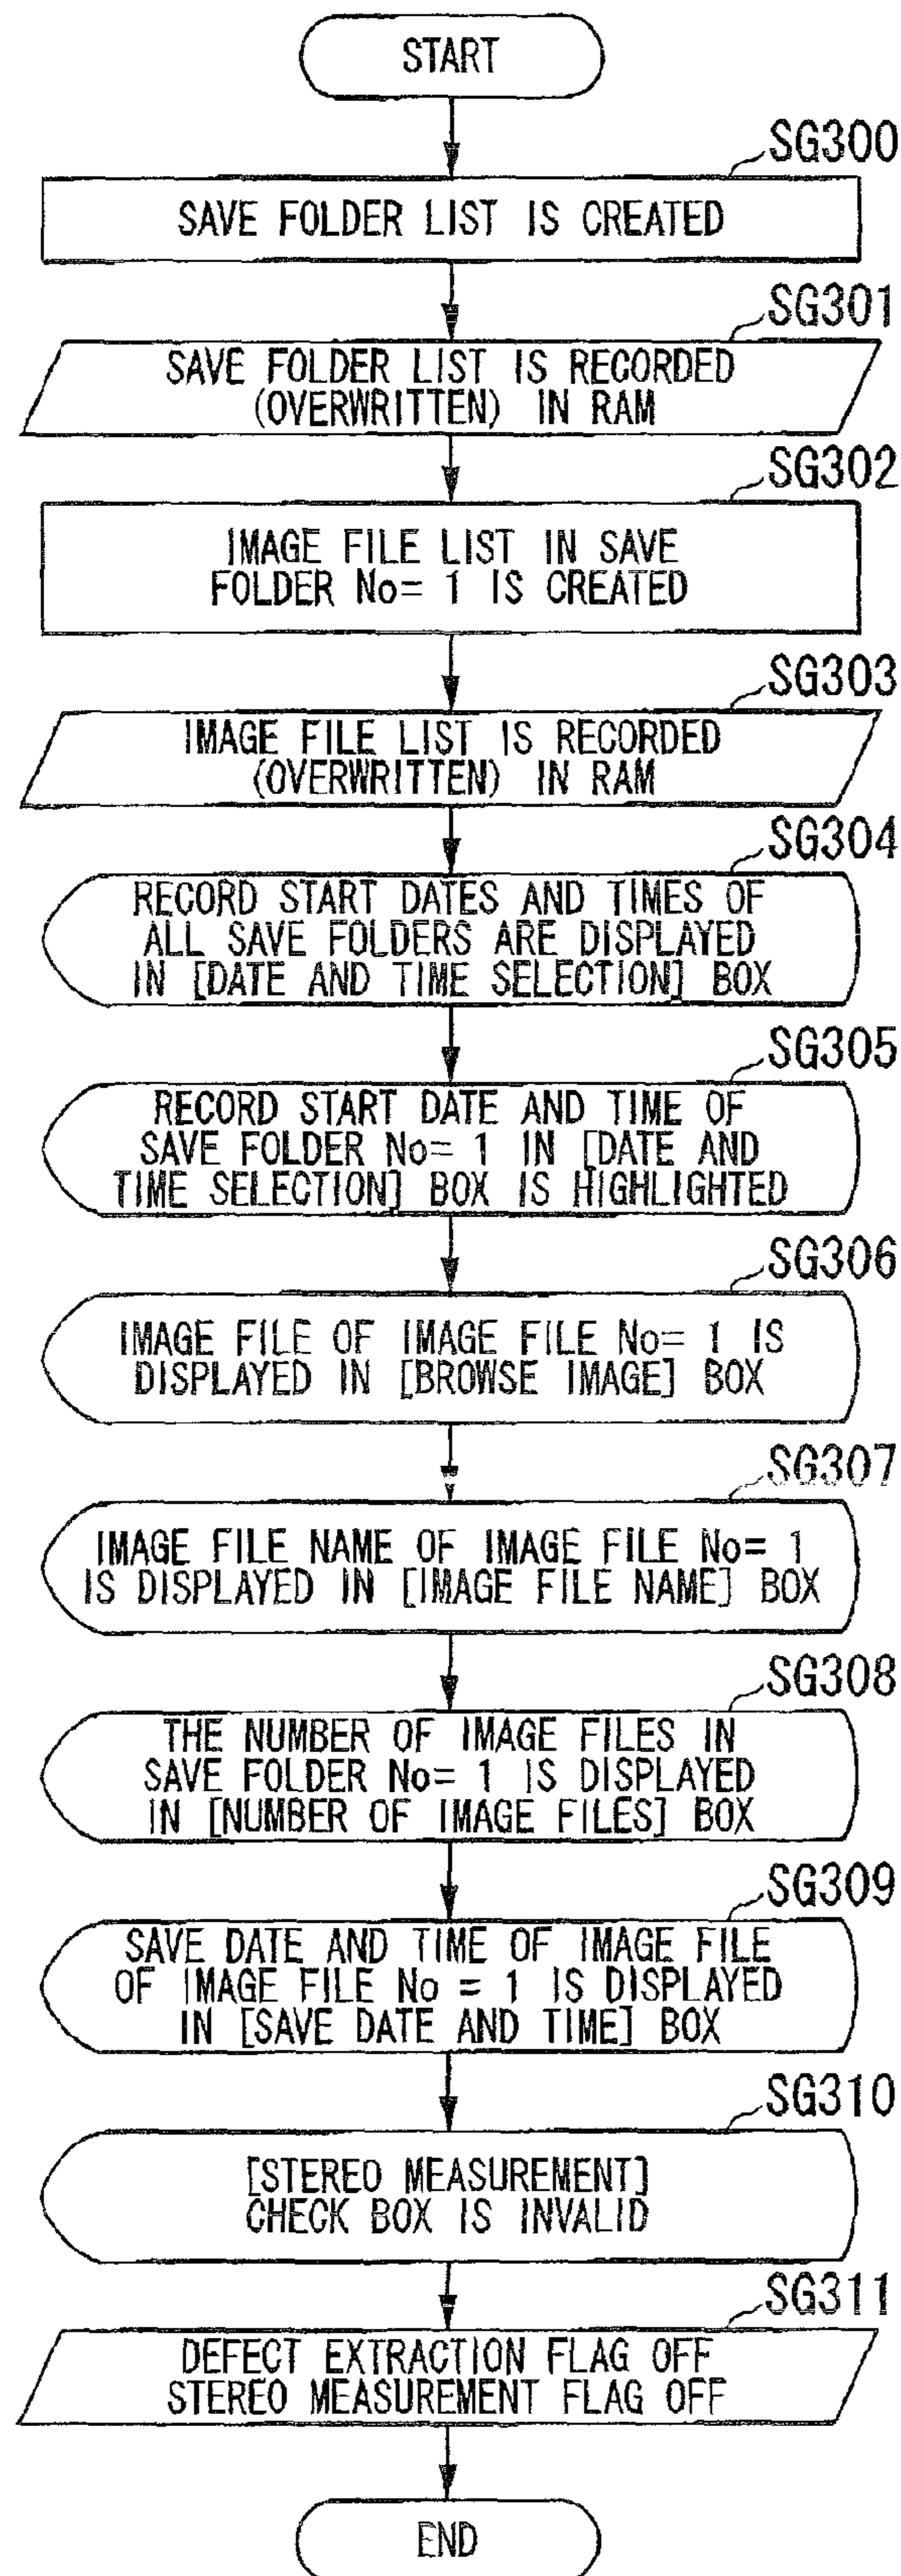 START
SG300
SAVE FOLDER LIST IS CREATED
SG301
SAVE FOLDER LIST IS RECORDED
(OVERWRITTEN) IN RAM
SG302
IMAGE FILE LIST IN SAVE
FOLDER No= 1 IS CREATED
SG303
IMAGE FILE LIST IS RECORDED
(OVERWRITTEN) IN RAM
SG304
RECORD START DATES AND TIMES OF
ALL SAVE FOLDERS ARE DISPLAYED
IN [DATE AND TIME SELECTION] BOX
SG305
RECORD START DATE AND TIME OF
SAVE FOLDER No= 1 IN [DATE AND
TIME SELECTION] BOX IS HIGHLIGHTED
SG306
IMAGE FILE OF IMAGE FILE No= 1 IS
DISPLAYED IN [BROWSE IMAGE] BOX
SG307
IMAGE FILE NAME OF IMAGE FILE No= 1
IS DISPLAYED IN [IMAGE FILE NAME] BOX
SG308
THE NUMBER OF IMAGE FILES IN
SAVE FOLDER No= 1 IS DISPLAYED
IN [NUMBER OF IMAGE FILES] BOX
SG309
SAVE DATE AND TIME OF IMAGE FILE
OF IMAGE FILE No = 1 IS DISPLAYED
IN [SAVE DATE AND TIME] BOX
SG310
[STEREO MEASUREMENT]
CHECK BOX IS INVALID
SG311
DEFECT EXTRACTION FLAG OFF
STEREO MEASUREMENT FLAG OFF
END